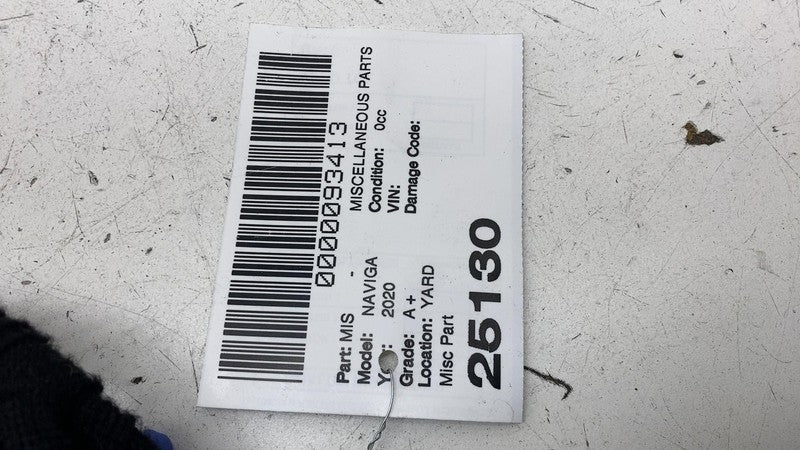 0000093413
Part: MIS - MISCELLANEOUS PARTS
Model: NAVIGA Condition: 0cc
2020 VIN:
Grade: A+ Damage Code:
Location: YARD
Misc Part
25130